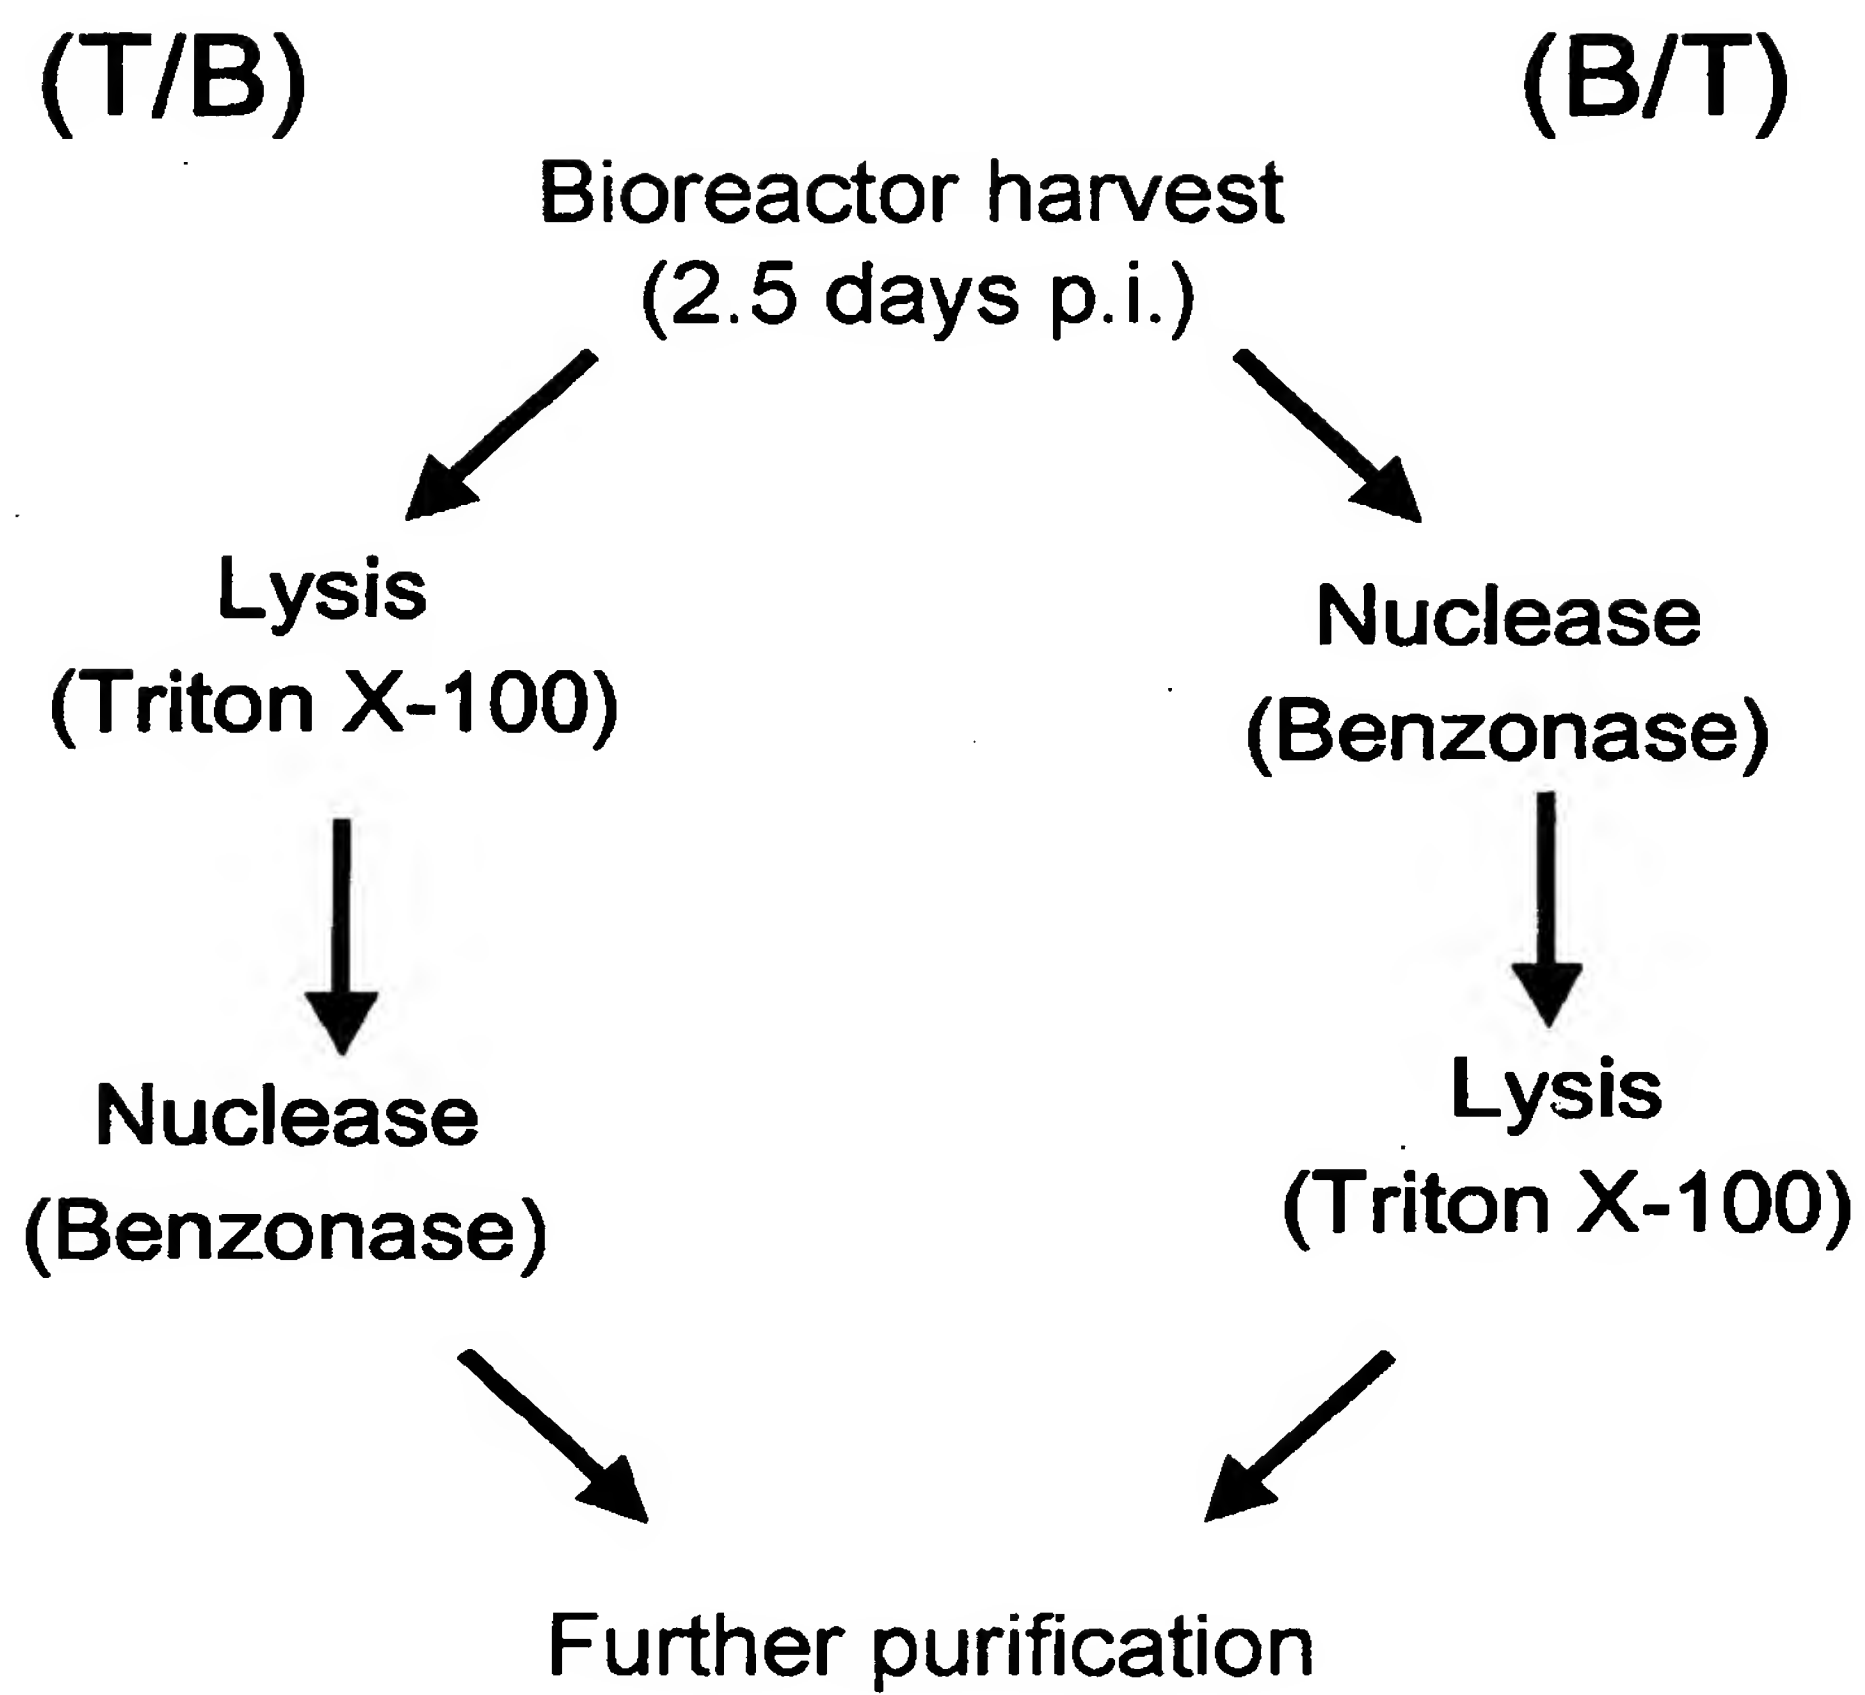 (T/B)
(B/T)
Bioreactor harvest
(2.5 days p.i.)
Lysis
(Triton X-100)
Nuclease
(Benzonase)
Nuclease
(Benzonase)
Lysis
(Triton X-100)
Further purification